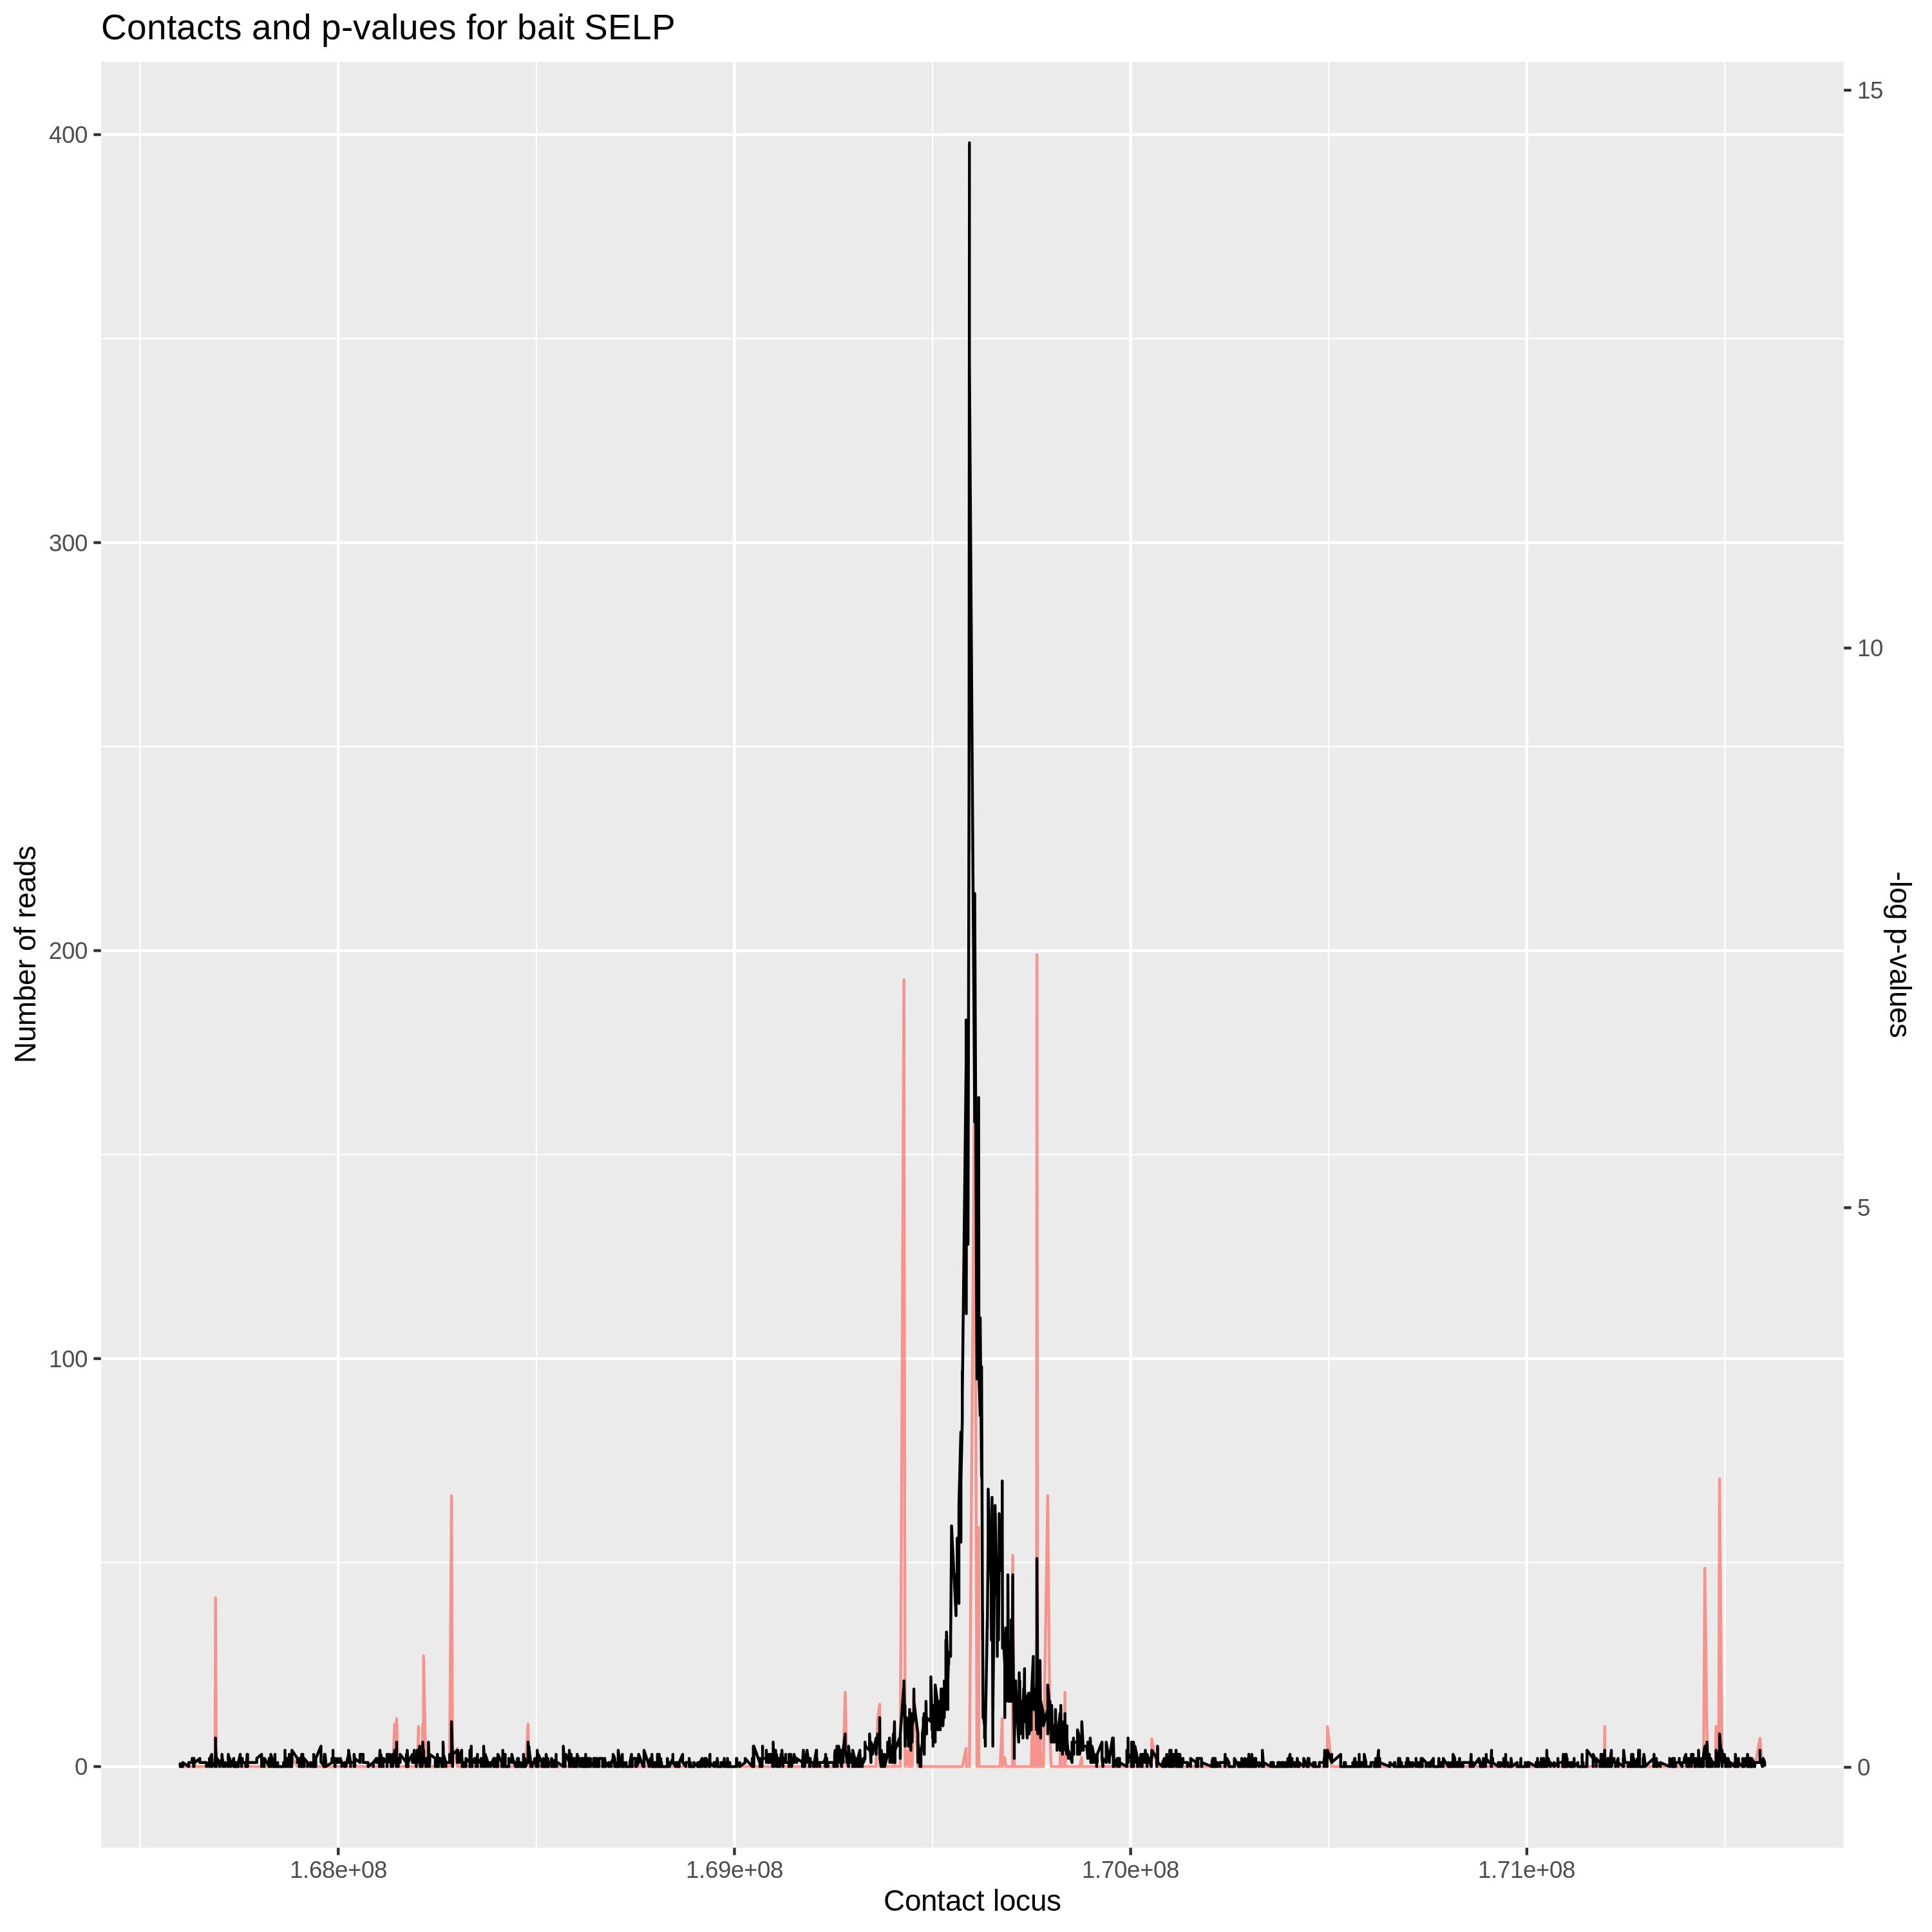 Contacts and p-values for bait SELP
400
300
200
100
0
Number of reads
15
10
5
0
-log p-values
1.68e+08
1.69e+08
1.70e+08
1.71e+08
Contact locus